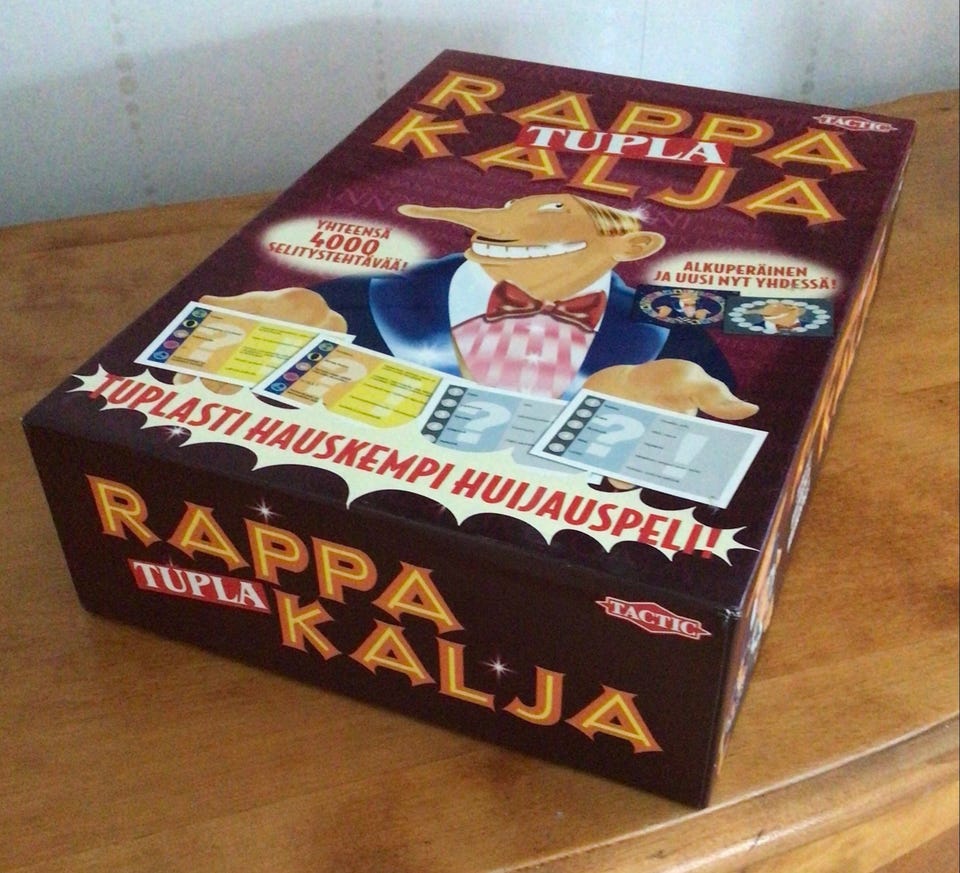 RAPPA
TACTIC
TUPLA
KALJA
YHTEENSÄ
4000
SELITYSTEHTÄVÄÄ!
ALKUPERÄINEN
JA UUSI NYT YHDESSÄ!
?
!
?
!
?
?
!
TUPLASTI HAUSKEMPI HUIJAUSPELI!
RAPPA
TUPLA
KALJA
TACTIC